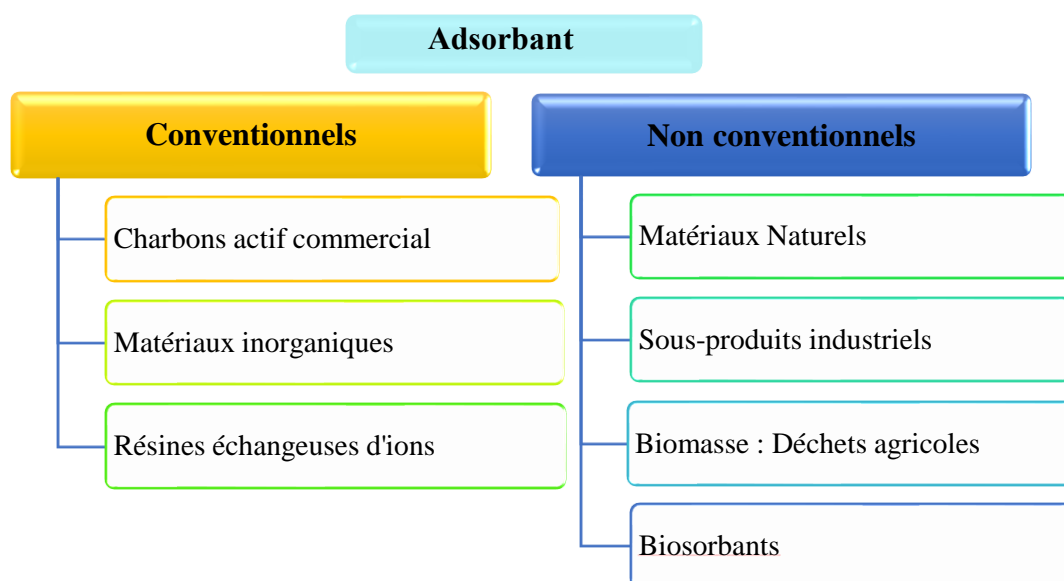 Adsorbant
Conventionnels
Charbons actif commercial
Matériaux inorganiques
Résines échangeuses d'ions
Non conventionnels
Matériaux Naturels
Sous-produits industriels
Biomasse : Déchets agricoles
Biosorbants